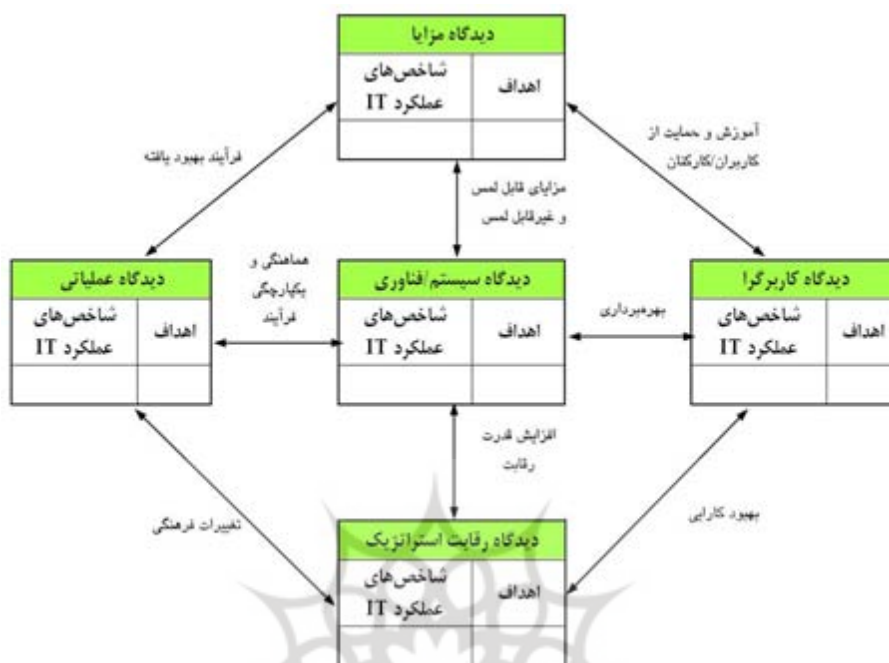 دیدگاه مزایا
اهداف
شاخص‌های
عملکرد IT
آموزش و حمایت از
کاربران/کارکنان
فرآیند بهبود یافته
مزایای قابل لمس
و غیرقابل لمس
دیدگاه کاربرگرا
اهداف
شاخص‌های
عملکرد IT
بهره‌برداری
دیدگاه سیستم/فناوری
اهداف
شاخص‌های
عملکرد IT
هماهنگی و
یکپارچگی
فرآیند
دیدگاه عملیاتی
اهداف
شاخص‌های
عملکرد IT
افزایش قدرت
رقابت
بهبود کارایی
تغییرات فرهنگی
دیدگاه رقابت استراتژیک
اهداف
شاخص‌های
عملکرد IT